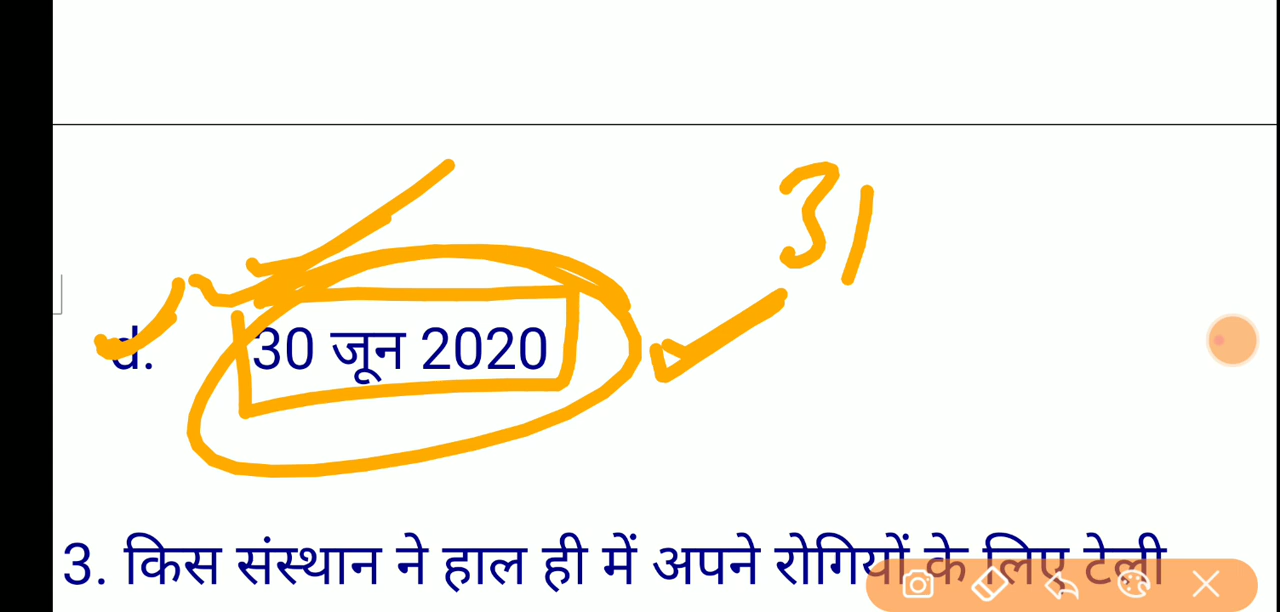 31
d. 30 जून 2020
3. किस संस्थान ने हाल ही में अपने रोगियों के लिए टेली